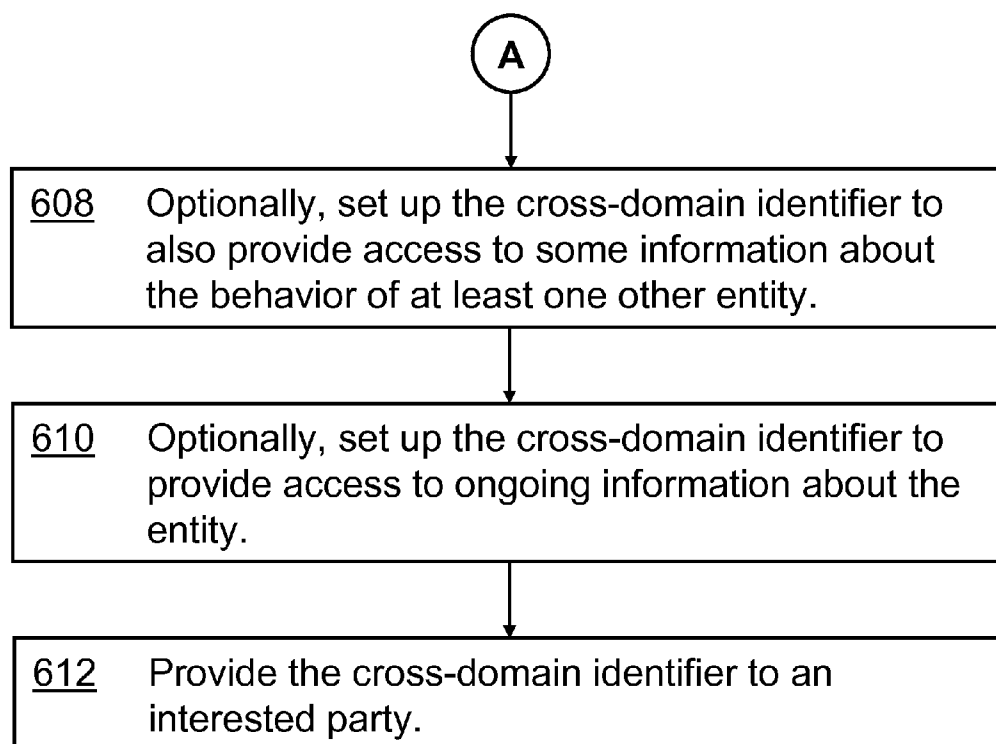 A
608 Optionally, set up the cross-domain identifier to
also provide access to some information about
the behavior of at least one other entity.
610 Optionally, set up the cross-domain identifier to
provide access to ongoing information about the
entity.
612 Provide the cross-domain identifier to an
interested party.